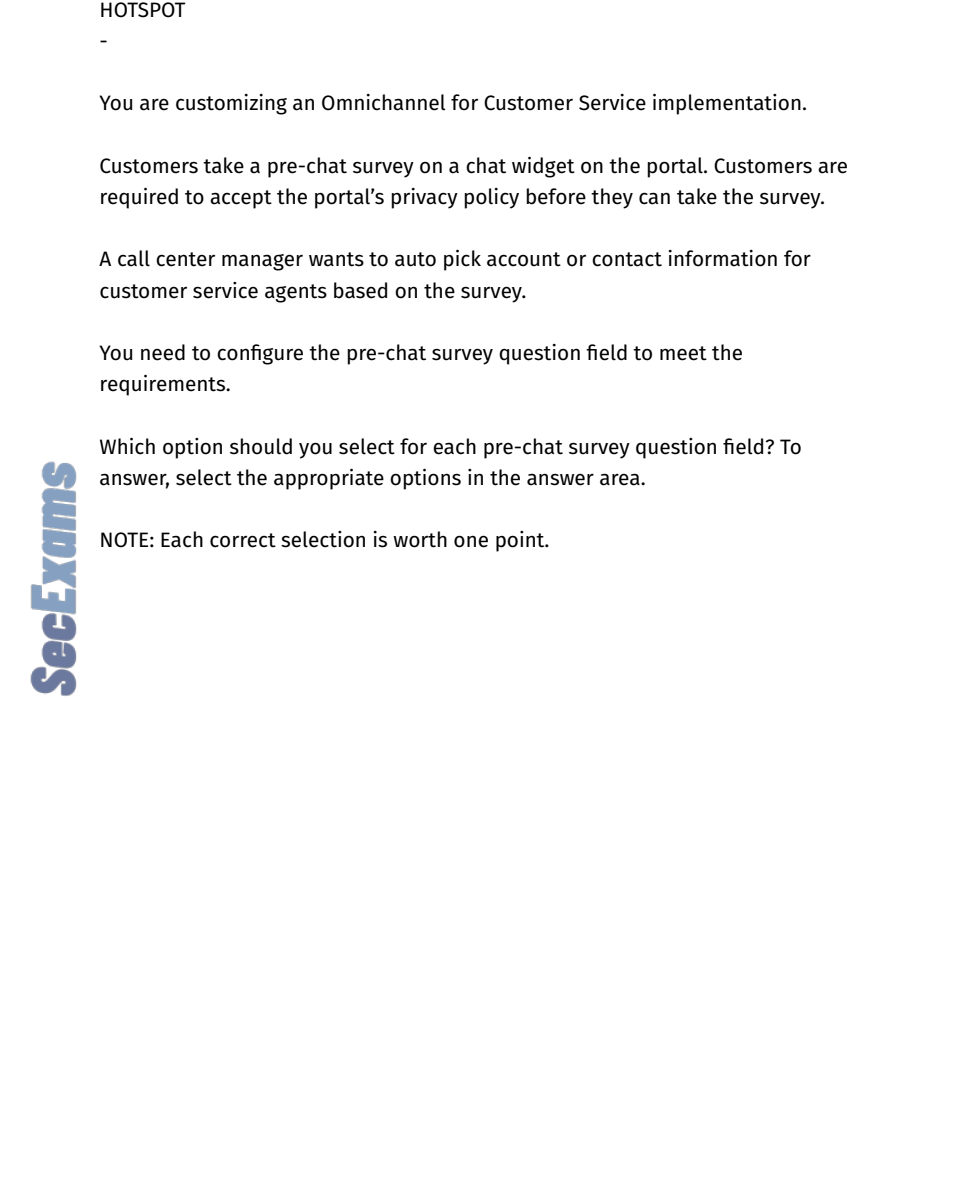 HOTSPOT
-
You are customizing an Omnichannel for Customer Service implementation.
Customers take a pre-chat survey on a chat widget on the portal. Customers are
required to accept the portal’s privacy policy before they can take the survey.
A call center manager wants to auto pick account or contact information for
customer service agents based on the survey.
You need to configure the pre-chat survey question field to meet the
requirements.
Which option should you select for each pre-chat survey question field? To
answer, select the appropriate options in the answer area.
NOTE: Each correct selection is worth one point.
SecExams